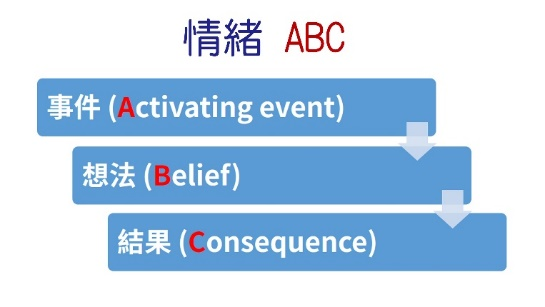 情緒 ABC
事件 (Activating event)
想法 (Belief)
結果 (Consequence)